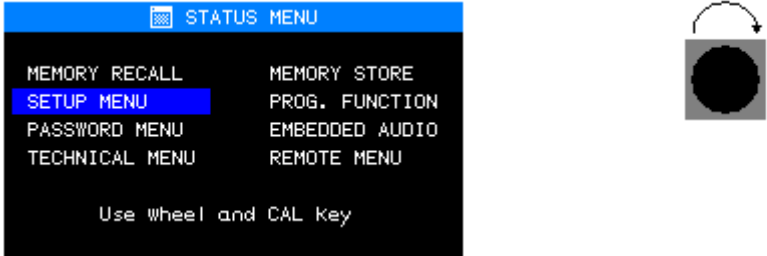 STATUS MENU
MEMORY RECALL MEMORY STORE
SETUP MENU PROG. FUNCTION
PASSWORD MENU EMBEDDED AUDIO
TECHNICAL MENU REMOTE MENU
Use Wheel and CAL Key